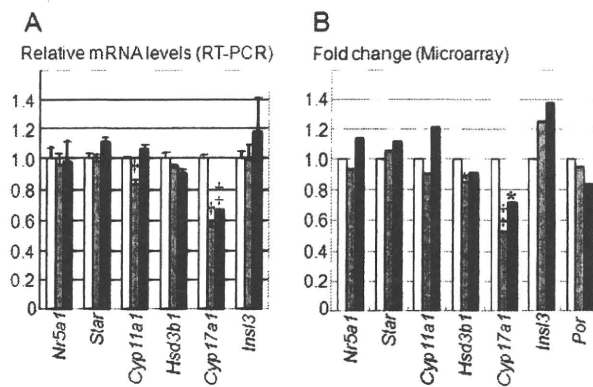 A
Relative mRNA levels (RT-PCR)
1.4
1.2
1.0
0.8
0.6
0.4
0.2
0
†
‡
‡
Nr5a1
Star
Cyp11a1
Hsd3b1
Cyp17a1
Insl3
B
Fold change (Microarray)
1.4
1.2
1.0
0.8
0.6
0.4
0.2
0
‡
*
Nr5a1
Star
Cyp11a1
Hsd3b1
Cyp17a1
Insl3
Por